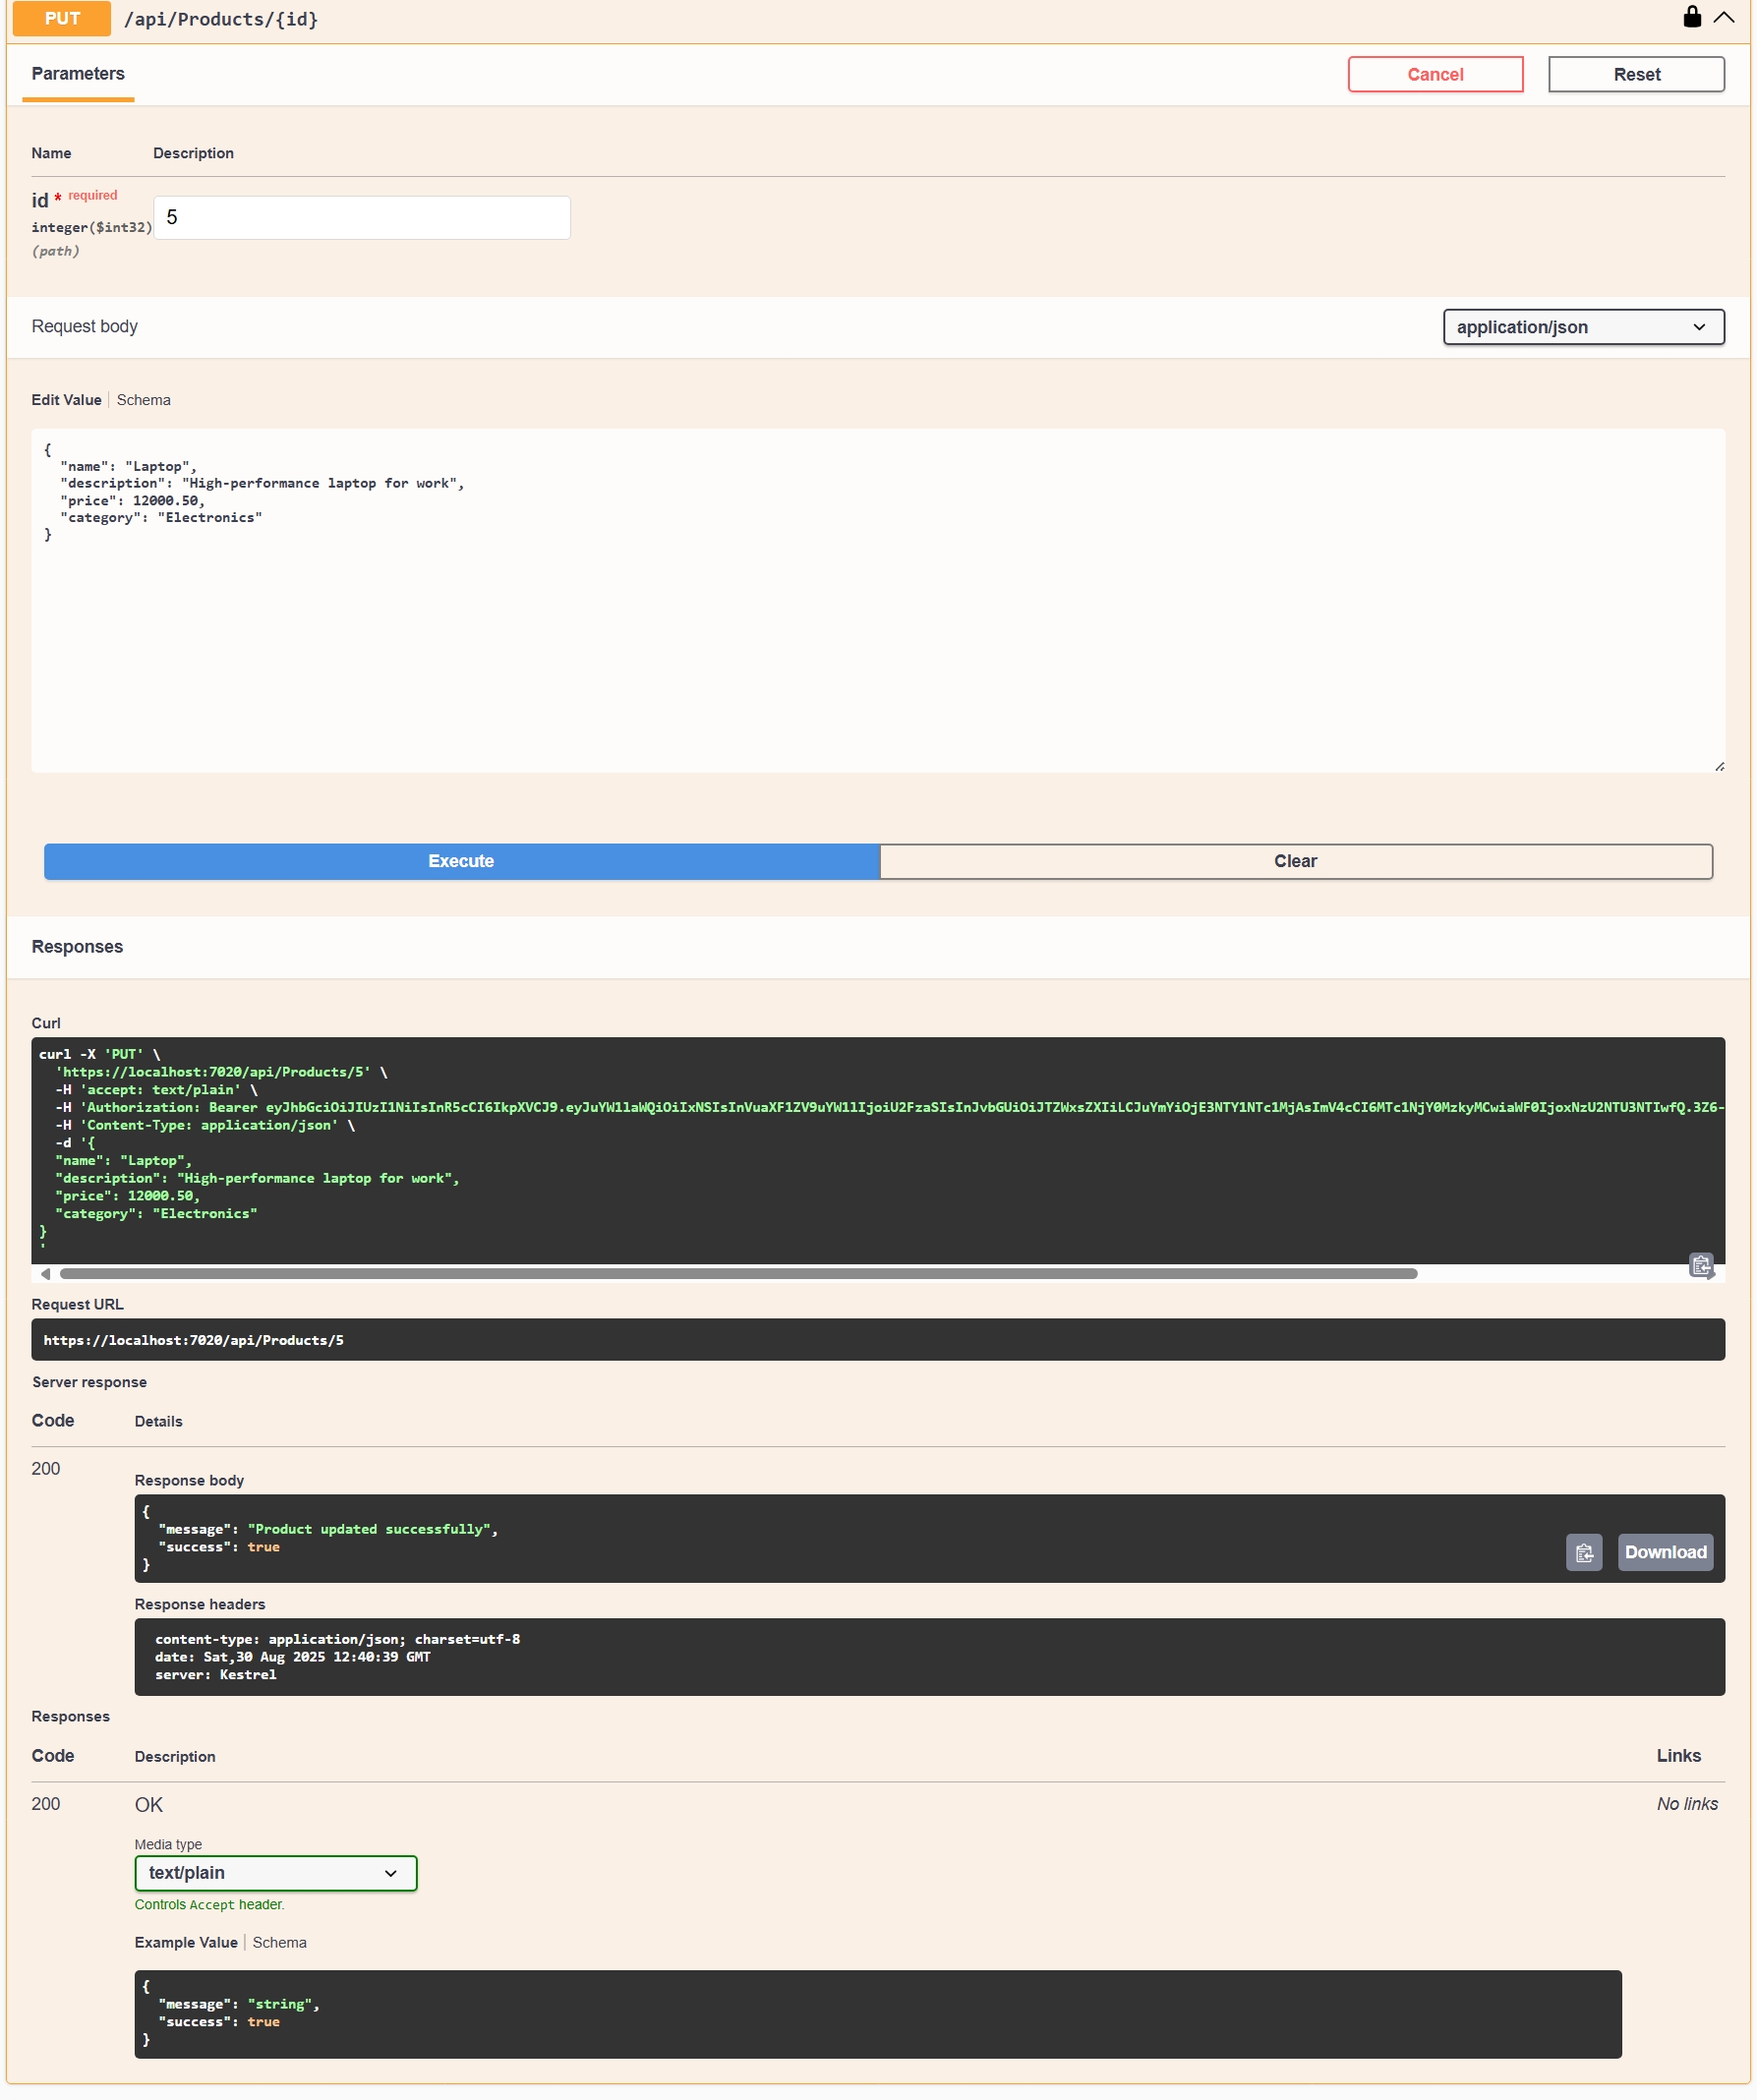 PUT /api/Products/{id}
Parameters Cancel Reset
Name Description
id * required
integer($int32)
(path)
5
Request body application/json
Edit Value Schema
{
  "name": "Laptop",
  "description": "High-performance laptop for work",
  "price": 12000.50,
  "category": "Electronics"
}
Execute Clear
Responses
Curl
curl -X 'PUT' \
  'https://localhost:7020/api/Products/5' \
  -H 'accept: text/plain' \
  -H 'Authorization: Bearer
  -H 'Content-Type: application/json' \
  -d '{
  "name": "Laptop",
  "description": "High-performance laptop for work",
  "price": 12000.50,
  "category": "Electronics"
}
'
Request URL
https://localhost:7020/api/Products/5
Server response
Code Details
200
Response body
{
  "message": "Product updated successfully",
  "success": true
}
Download
Response headers
content-type: application/json; charset=utf-8
date: Sat,30 Aug 2025 12:40:39 GMT
server: Kestrel
Responses
Code Description Links
200 OK No links
Media type
text/plain
Controls Accept header.
Example Value Schema
{
  "message": "string",
  "success": true
}